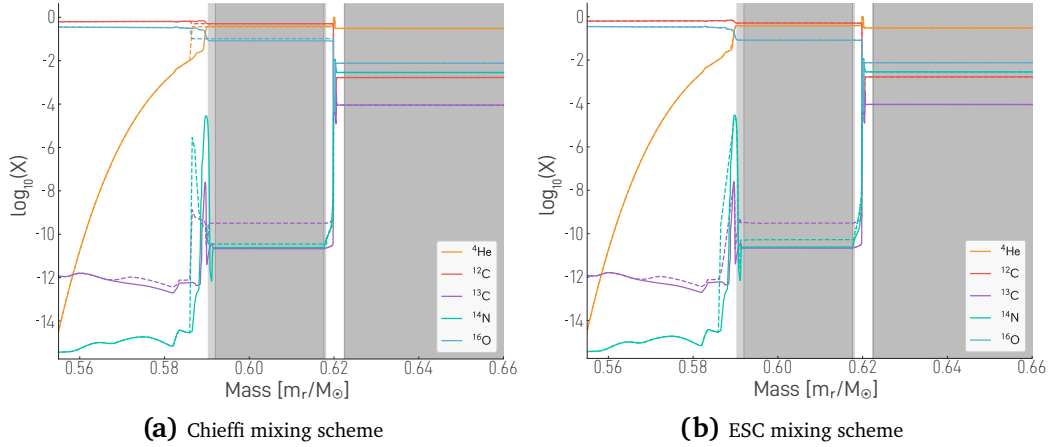 0
-2
-4
-6
-8
-10
-12
-14
log₁₀(X)
⁴He
¹²C
¹³C
¹⁴N
¹⁶O
0.56 0.58 0.60 0.62 0.64 0.66
Mass [mᵣ/M☉]
(a) Chieffi mixing scheme
0
-2
-4
-6
-8
-10
-12
-14
log₁₀(X)
⁴He
¹²C
¹³C
¹⁴N
¹⁶O
0.56 0.58 0.60 0.62 0.64 0.66
Mass [mᵣ/M☉]
(b) ESC mixing scheme